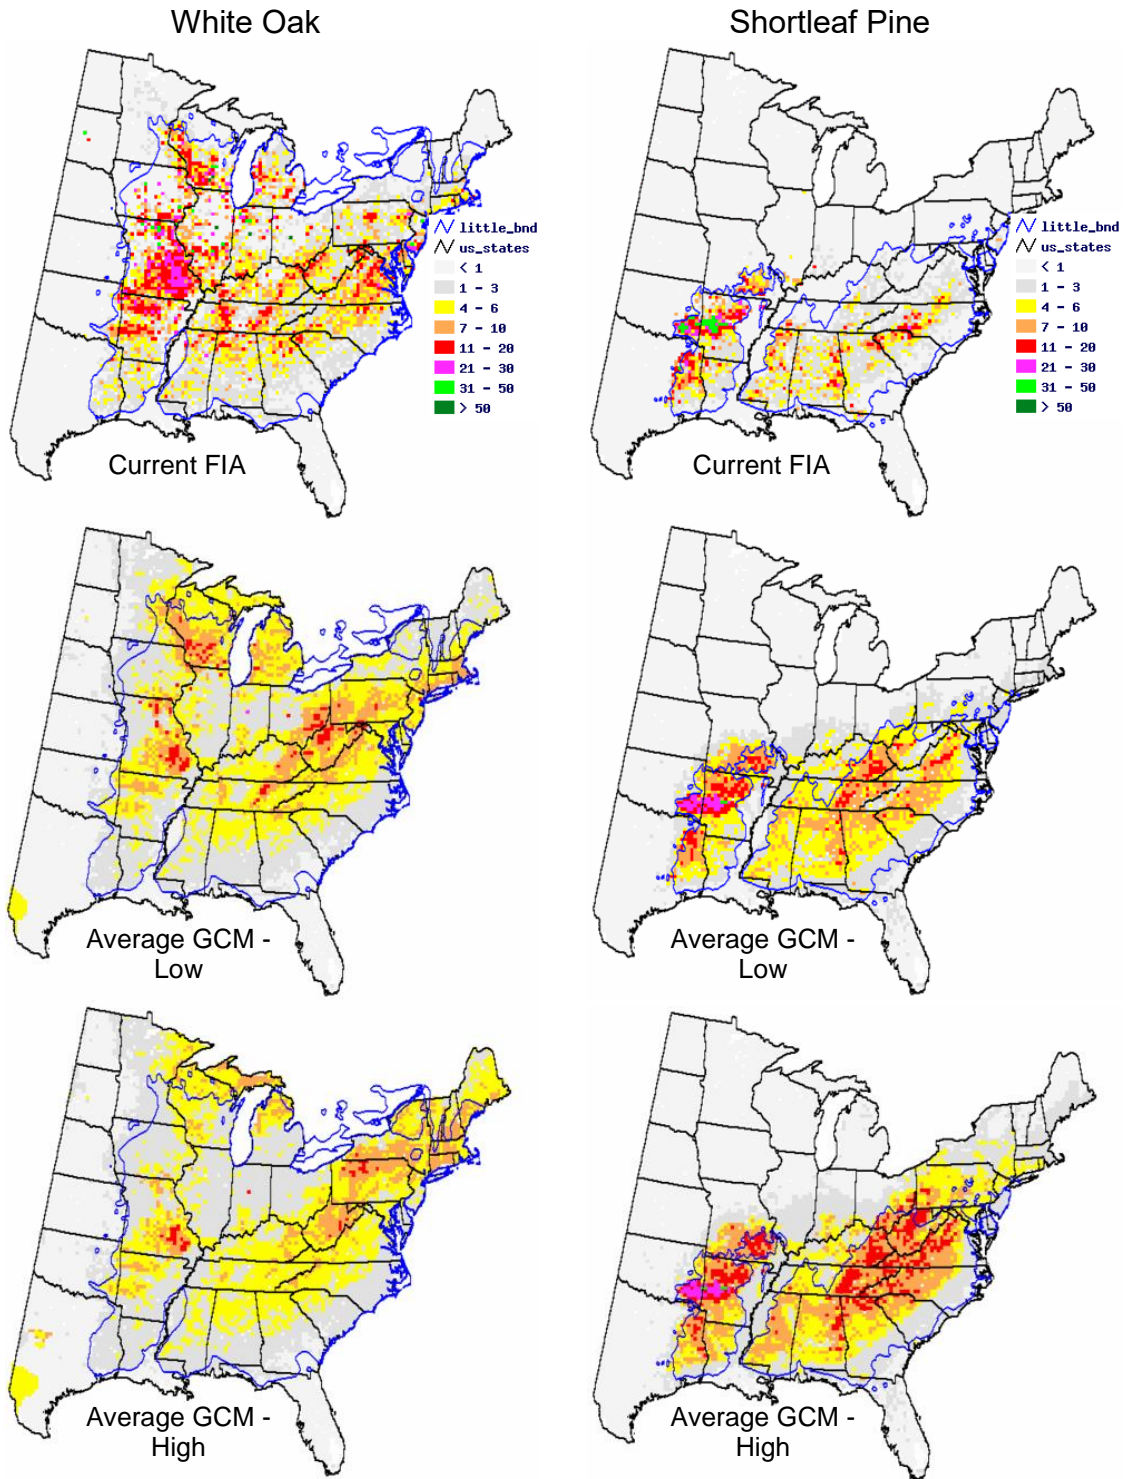 White Oak
Shortleaf Pine
little_bnd
us_states
< 1
1 - 3
4 - 6
7 - 10
11 - 20
21 - 30
31 - 50
> 50
Current FIA
little_bnd
us_states
< 1
1 - 3
4 - 6
7 - 10
11 - 20
21 - 30
31 - 50
> 50
Current FIA
Average GCM -
Low
Average GCM -
Low
Average GCM -
High
Average GCM -
High